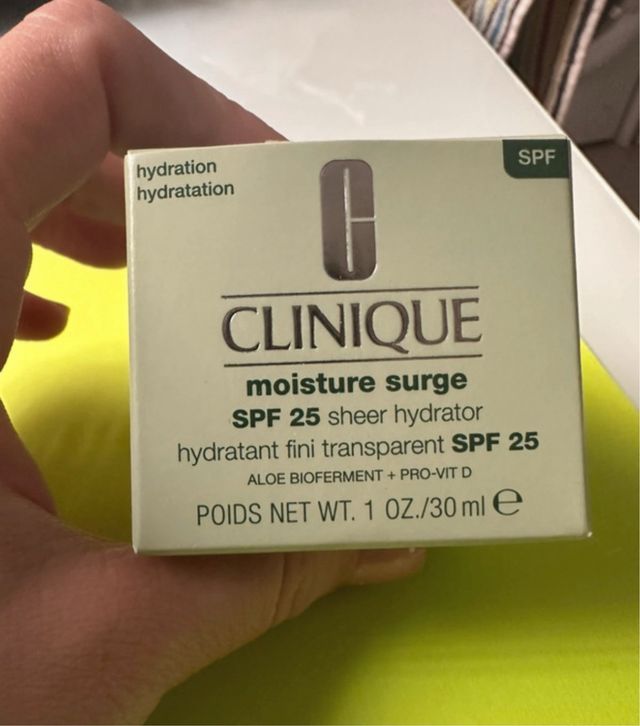 hydration
hydratation
SPF
C
CLINIQUE
moisture surge
SPF 25 sheer hydrator
hydratant fini transparent SPF 25
ALOE BIOFERMENT + PRO-VIT D
POIDS NET WT. 1 OZ./30 ml ℮